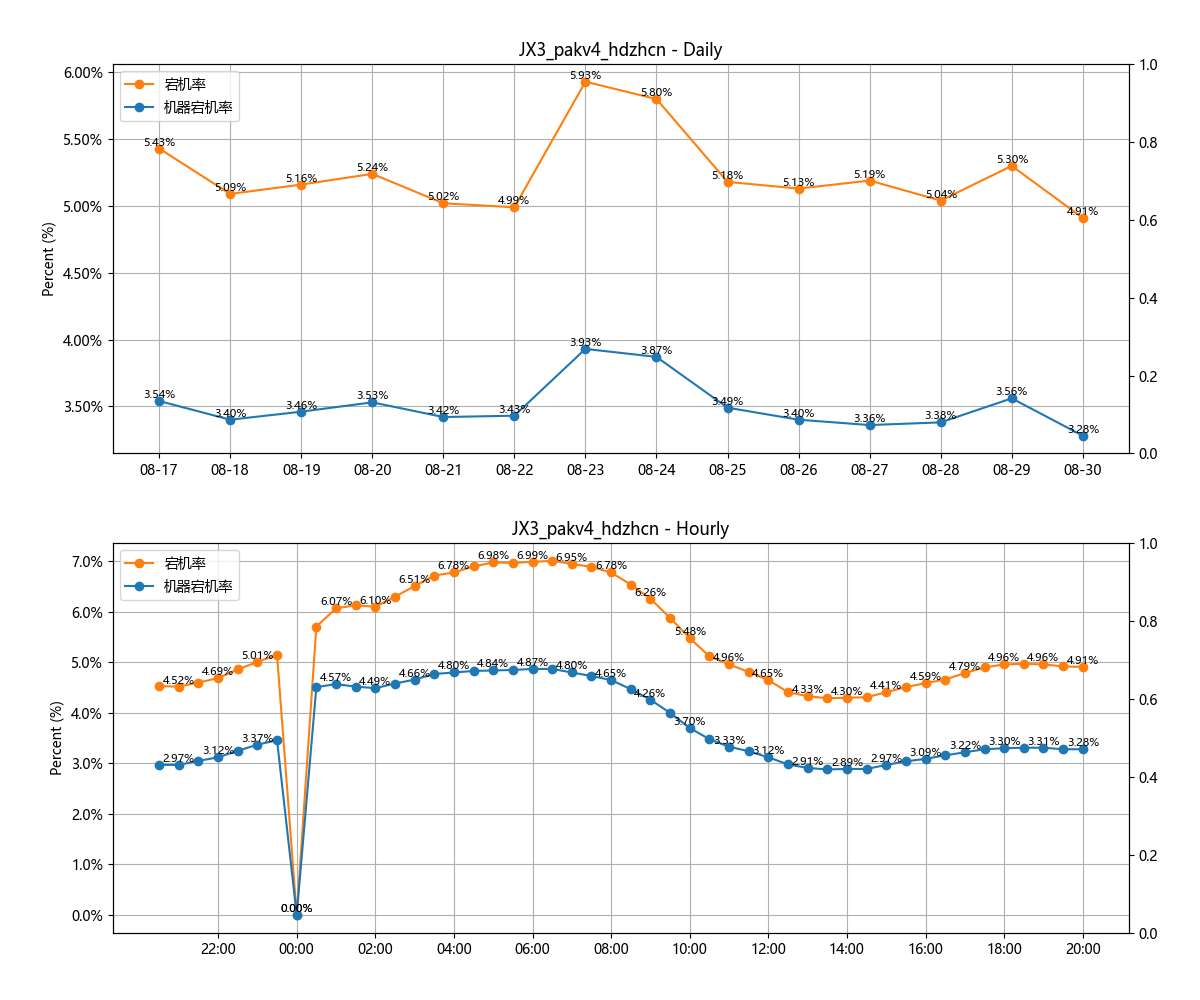 JX3_pakv4_hdzhcn - Daily
宕机率
机器宕机率
Percent (%)
6.00%
5.50%
5.00%
4.50%
4.00%
3.50%
1.0
0.8
0.6
0.4
0.2
0.0
5.43% 5.09% 5.16% 5.24% 5.02% 4.99% 5.93% 5.80% 5.18% 5.13% 5.19% 5.04% 5.30% 4.91%
3.54% 3.40% 3.46% 3.53% 3.42% 3.43% 3.93% 3.87% 3.49% 3.40% 3.36% 3.38% 3.56% 3.28%
08-17 08-18 08-19 08-20 08-21 08-22 08-23 08-24 08-25 08-26 08-27 08-28 08-29 08-30
JX3_pakv4_hdzhcn - Hourly
宕机率
机器宕机率
Percent (%)
7.0%
6.0%
5.0%
4.0%
3.0%
2.0%
1.0%
0.0%
1.0
0.8
0.6
0.4
0.2
0.0
4.52% 4.69% 5.01% 0.00% 6.07% 6.10% 6.51% 6.78% 6.98% 6.99% 6.95% 6.78% 6.26% 5.48% 4.96% 4.65% 4.33% 4.30% 4.41% 4.59% 4.79% 4.96% 4.96% 4.91%
2.97% 3.12% 3.37% 0.00% 4.57% 4.49% 4.66% 4.80% 4.84% 4.87% 4.80% 4.65% 4.26% 3.70% 3.33% 3.12% 2.91% 2.89% 2.97% 3.09% 3.22% 3.30% 3.31% 3.28%
22:00 00:00 02:00 04:00 06:00 08:00 10:00 12:00 14:00 16:00 18:00 20:00